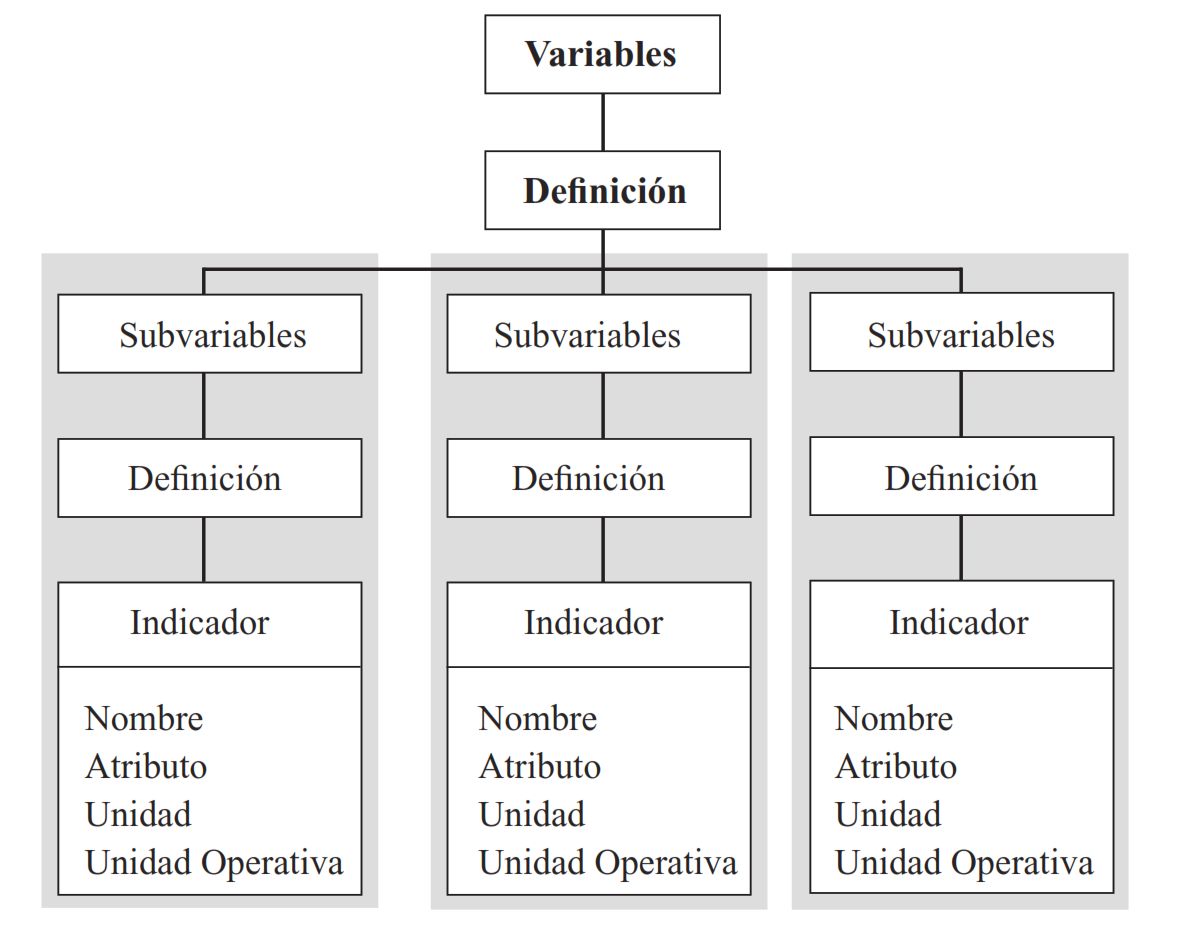 Variables
Definición
Subvariables
Subvariables
Subvariables
Definición
Definición
Definición
Indicador
Indicador
Indicador
Nombre
Atributo
Unidad
Unidad Operativa
Nombre
Atributo
Unidad
Unidad Operativa
Nombre
Atributo
Unidad
Unidad Operativa